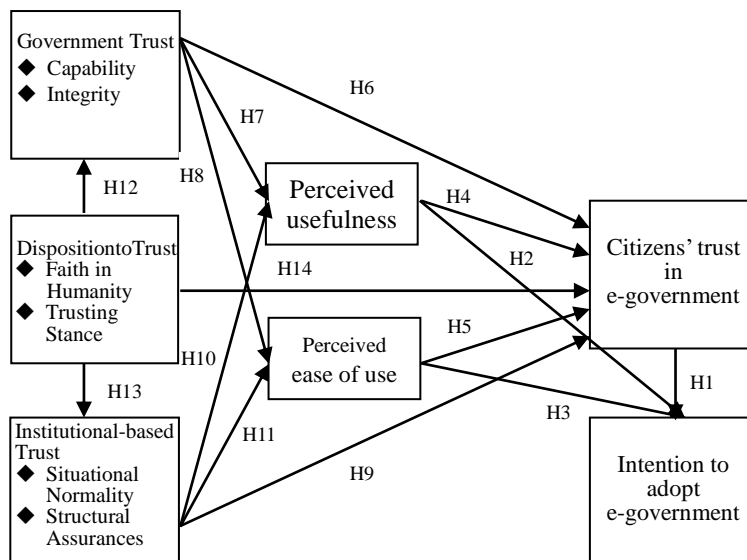 Government Trust
◆ Capability
◆ Integrity
H6
H7
H8
H12
Perceived
usefulness
H4
H2
Citizens’ trust
in
e-government
DispositiontoTrust
◆ Faith in
Humanity
◆ Trusting
Stance
H14
H10
Perceived
ease of use
H5
H13
H11
H3
H1
H9
Institutional-based
Trust
◆ Situational
Normality
◆ Structural
Assurances
Intention to
adopt
e-government